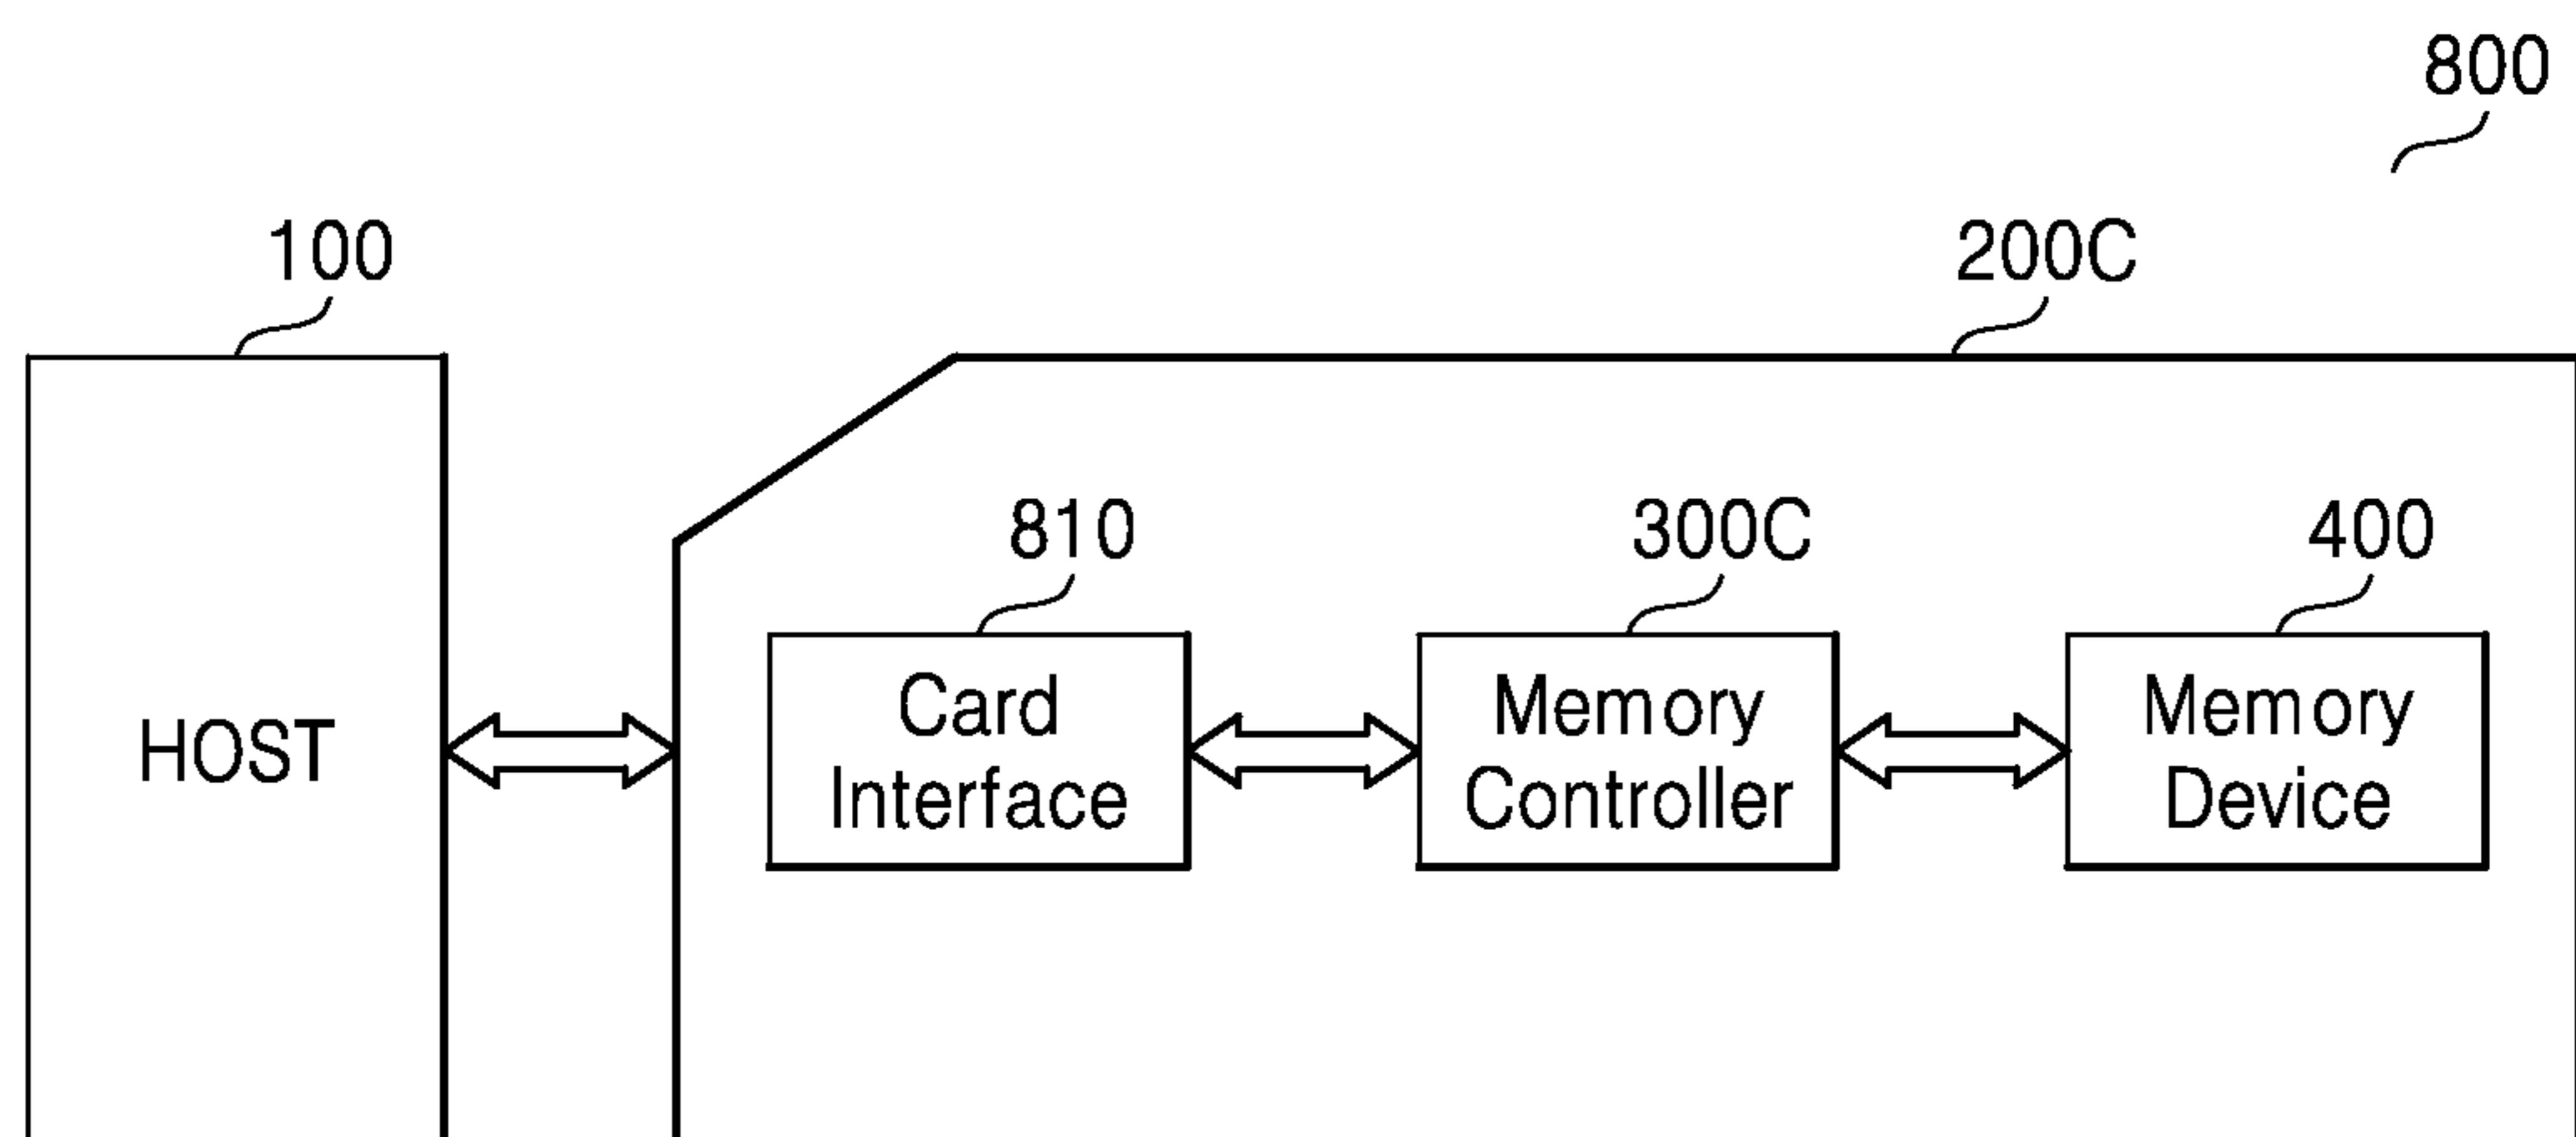 800
100
200C
810
300C
400
HOST
Card
Interface
Memory
Controller
Memory
Device